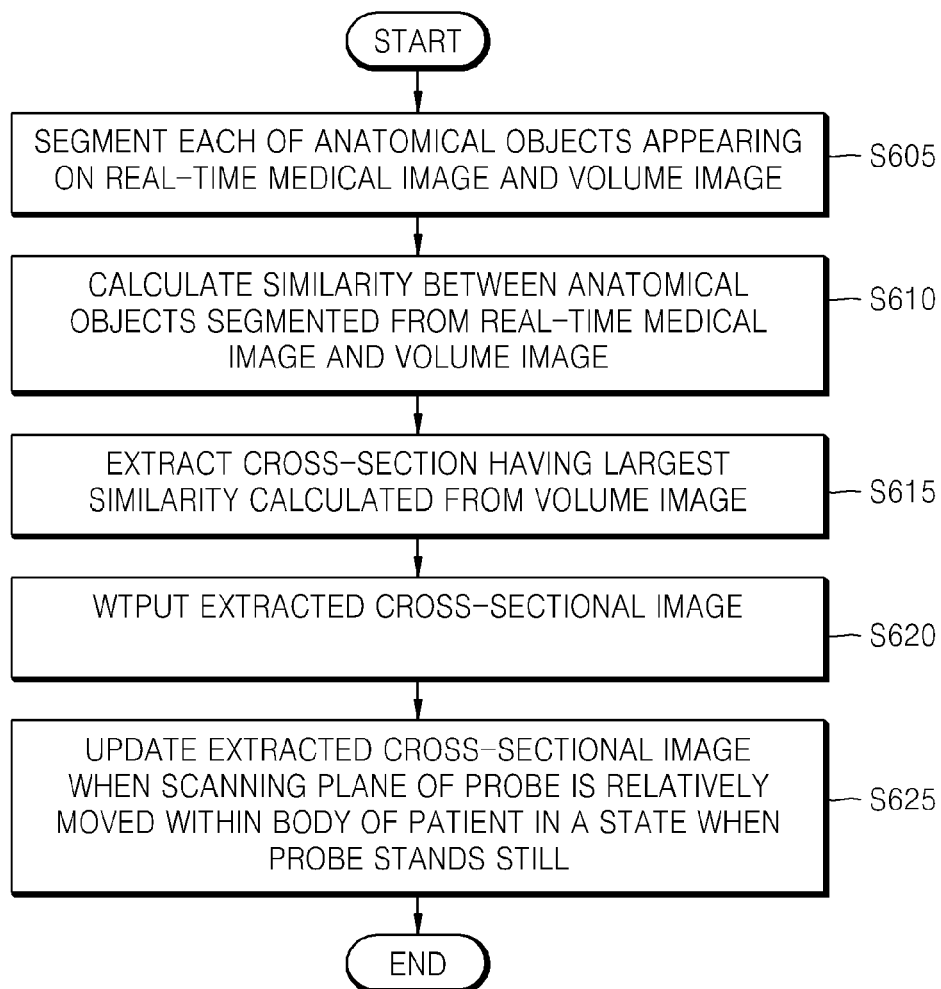 START
SEGMENT EACH OF ANATOMICAL OBJECTS APPEARING
ON REAL-TIME MEDICAL IMAGE AND VOLUME IMAGE
S605
CALCULATE SIMILARITY BETWEEN ANATOMICAL
OBJECTS SEGMENTED FROM REAL-TIME MEDICAL
IMAGE AND VOLUME IMAGE
S610
EXTRACT CROSS-SECTION HAVING LARGEST
SIMILARITY CALCULATED FROM VOLUME IMAGE
S615
WTPUT EXTRACTED CROSS-SECTIONAL IMAGE
S620
UPDATE EXTRACTED CROSS-SECTIONAL IMAGE
WHEN SCANNING PLANE OF PROBE IS RELATIVELY
MOVED WITHIN BODY OF PATIENT IN A STATE WHEN
PROBE STANDS STILL
S625
END